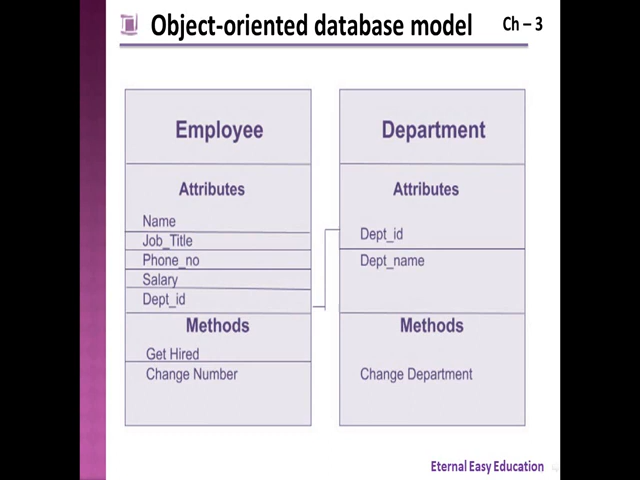 Object-oriented database model
Ch – 3
Employee
Attributes
Name
Job_Title
Phone_no
Salary
Dept_id
Methods
Get Hired
Change Number
Department
Attributes
Dept_id
Dept_name
Methods
Change Department
Eternal Easy Education